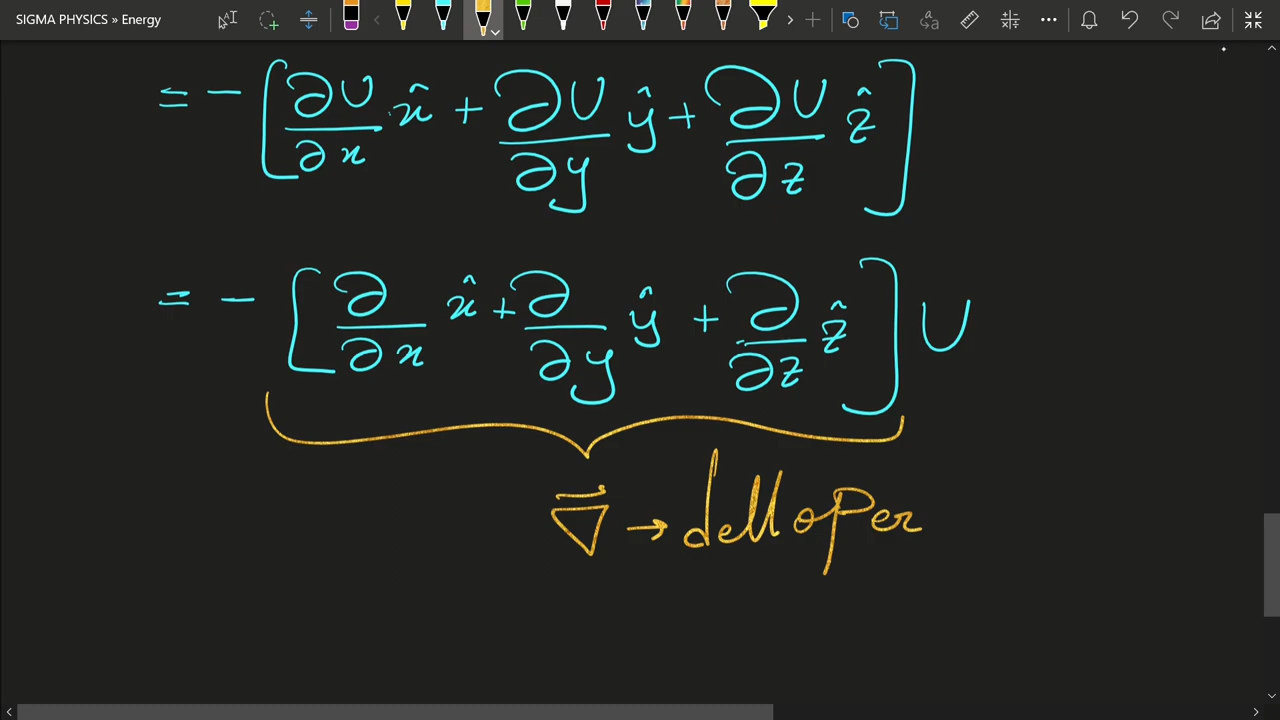 SIGMA PHYSICS » Energy
= - [ ∂U/∂x x̂ + ∂U/∂y ŷ + ∂U/∂z ẑ ]
= - [ ∂/∂x x̂ + ∂/∂y ŷ + ∂/∂z ẑ ] U
∇⃗ → dell oper